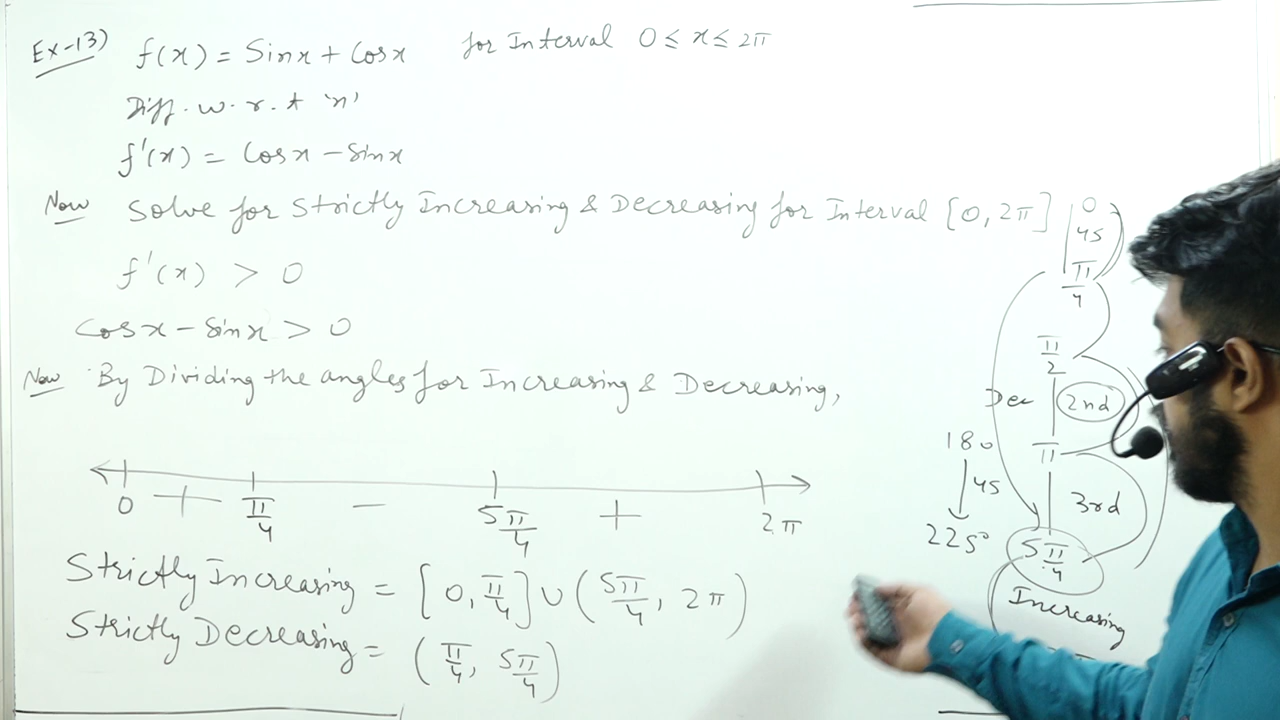 Ex-13) f(x) = Sinx + Cosx for Interval 0 ≤ x ≤ 2π
Diff. w. r. t 'x'
f'(x) = Cosx - Sinx
Now Solve for Strictly Increasing & Decreasing for Interval [0, 2π]
f'(x) > 0
Cosx - Sinx > 0
Now By Dividing the angles for Increasing & Decreasing,
0 + π/4 - 5π/4 + 2π
Strictly Increasing = [0, π/4] ∪ (5π/4, 2π)
Strictly Decreasing = (π/4, 5π/4)
0
45
π/4
π/2
Dec 2nd
π
3rd
5π/4
Increasing
180
45
225°